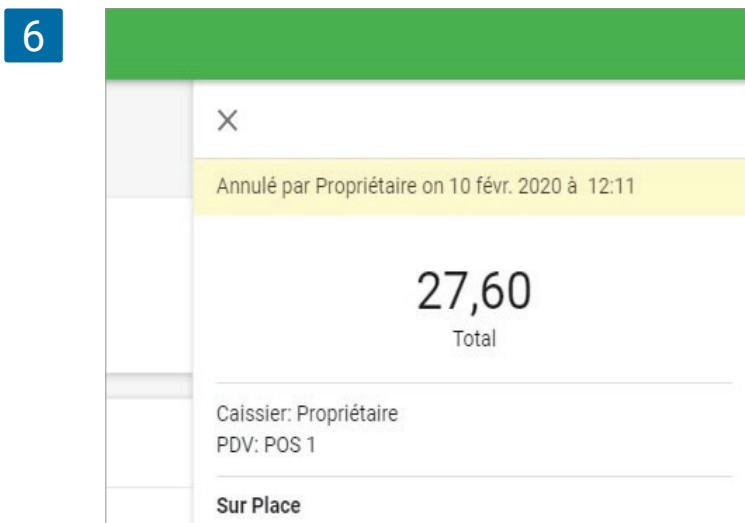 6
Annulé par Propriétaire on 10 févr. 2020 à 12:11
27,60
Total
Caissier: Propriétaire
PDV: POS 1
Sur Place